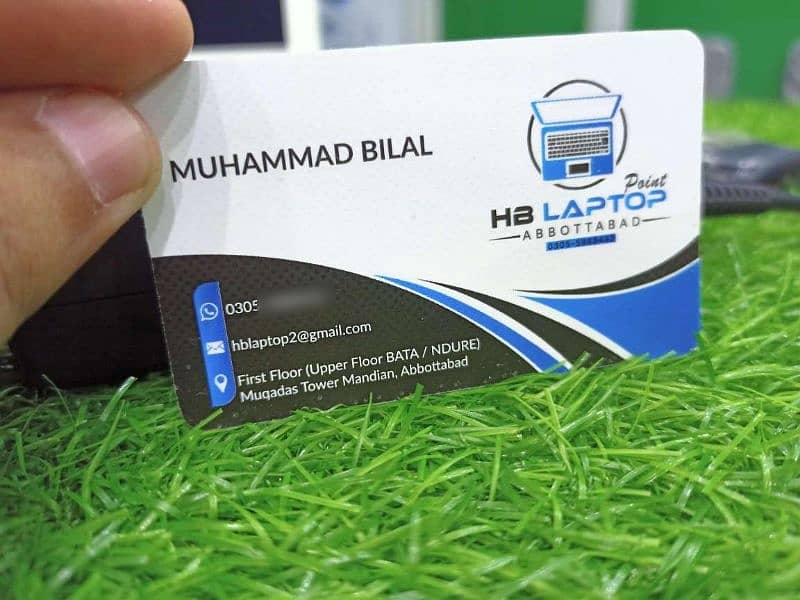 MUHAMMAD BILAL
Point
HB LAPTOP
ABBOTTABAD
0305
hblaptop2@gmail.com
First Floor (Upper Floor BATA / NDURE)
Muqadas Tower Mandian, Abbottabad